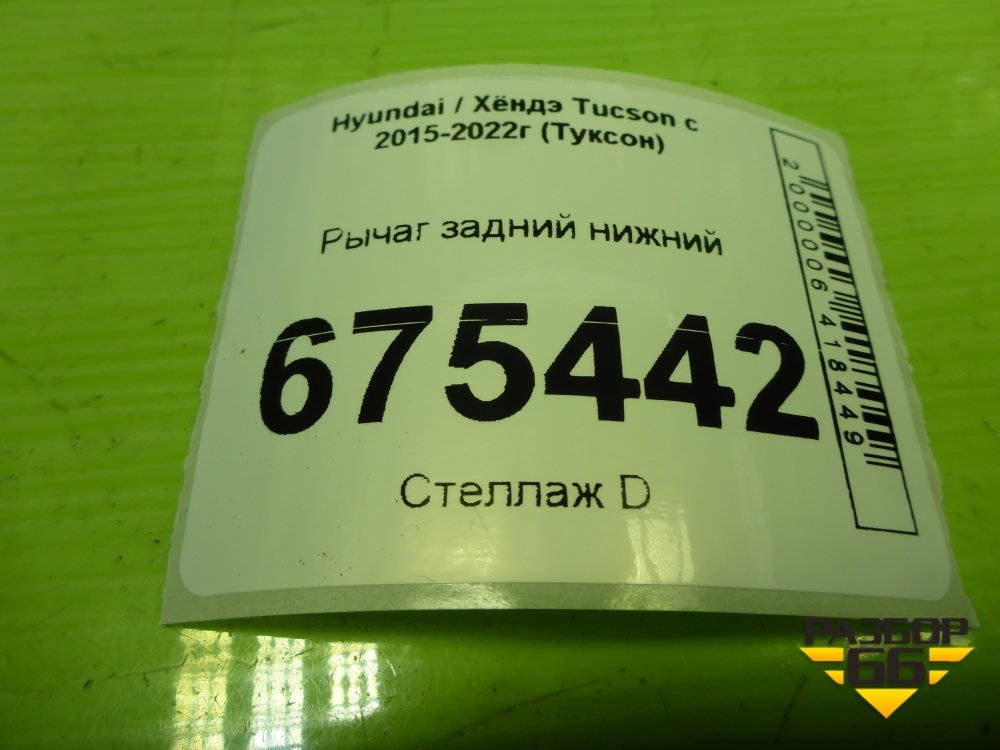 Hyundai / Хёндэ Tucson с
2015-2022г (Туксон)
Рычаг задний нижний
675442
Стеллаж D
2000006418449
РАЗБОР
66